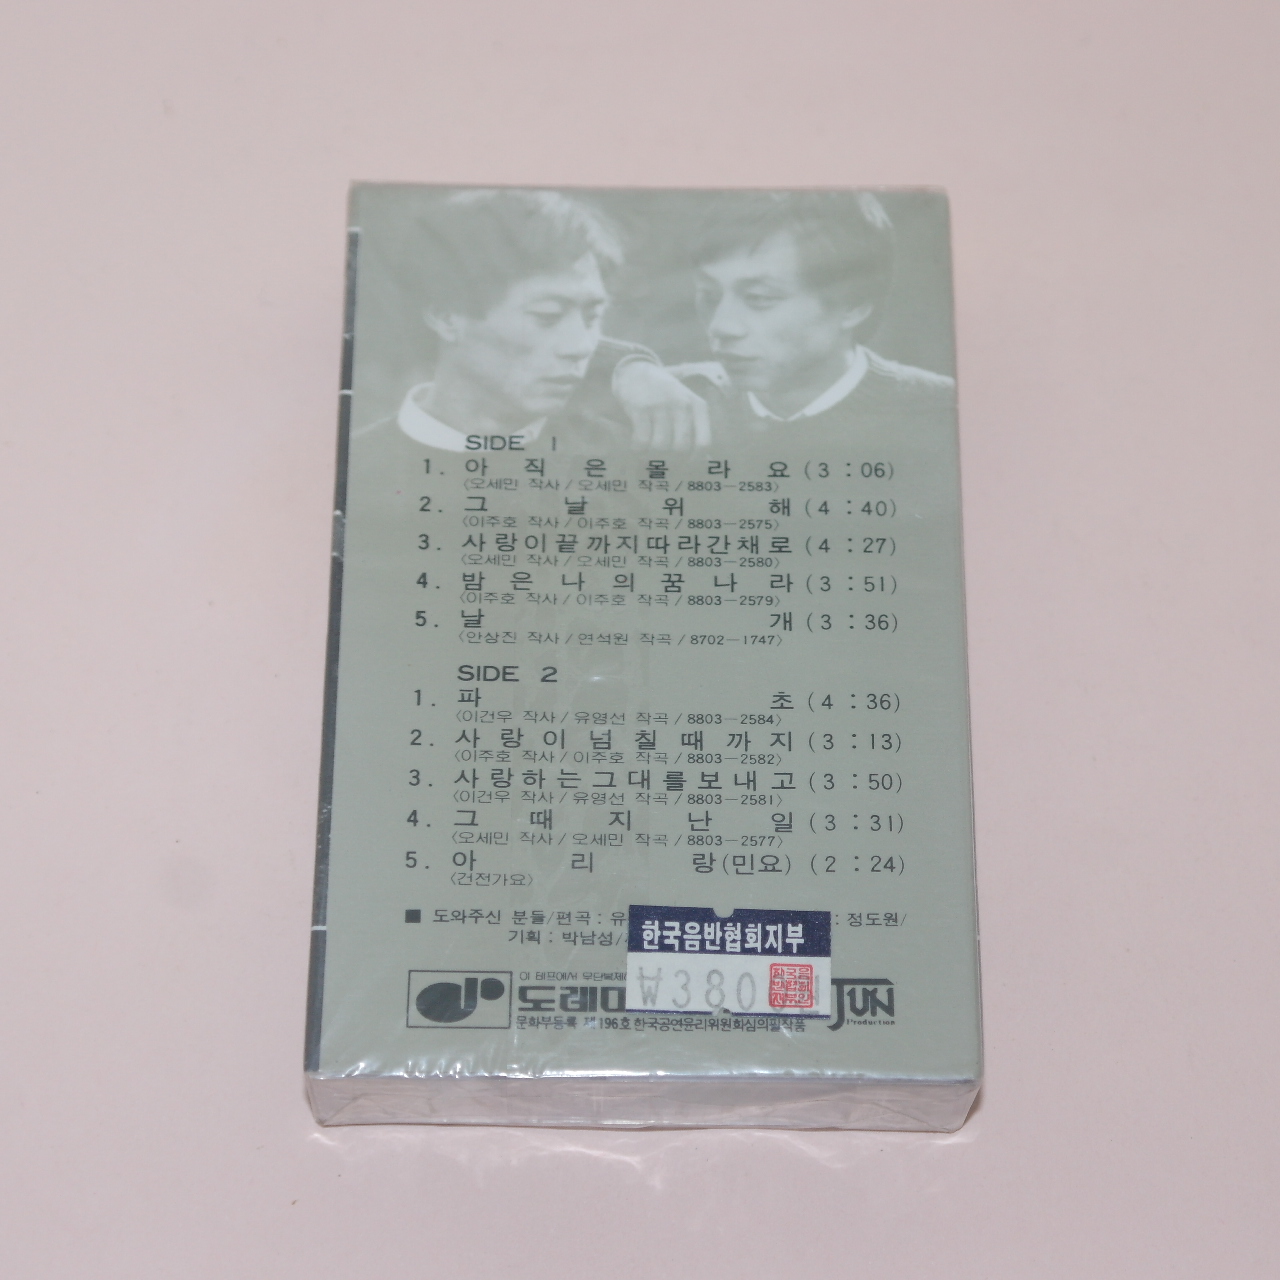 SIDE 1
1. 아직은 몰라요 (3 : 06)
〈오세민 작사 / 오세민 작곡 / 8803-2583〉
2. 그날위해 (4 : 40)
〈이주호 작사 / 이주호 작곡 / 8803-2575〉
3. 사랑이끝까지따라간채로 (4 : 27)
〈오세민 작사 / 오세민 작곡 / 8803-2580〉
4. 밤은나의꿈나라 (3 : 51)
〈이주호 작사 / 이주호 작곡 / 8803-2579〉
5. 날개 (3 : 36)
〈안상진 작사 / 연석원 작곡 / 8702-1747〉
SIDE 2
1. 파초 (4 : 36)
〈이건우 작사 / 유영선 작곡 / 8803-2584〉
2. 사랑이넘칠때까지 (3 : 13)
〈이주호 작사 / 이주호 작곡 / 8803-2582〉
3. 사랑하는그대를보내고 (3 : 50)
〈이건우 작사 / 유영선 작곡 / 8803-2581〉
4. 그때지난일 (3 : 31)
〈오세민 작사 / 오세민 작곡 / 8803-2577〉
5. 아리랑(민요) (2 : 24)
〈건전가요〉
■ 도와주신 분들/편곡 : 유 : 정도원/
기획 : 박남성/
한국음반협회지부
₩3800
이 테프에서 무단복제
도레미
JUN
Production
문화부등록 제196호 한국공연윤리위원회심의필작품